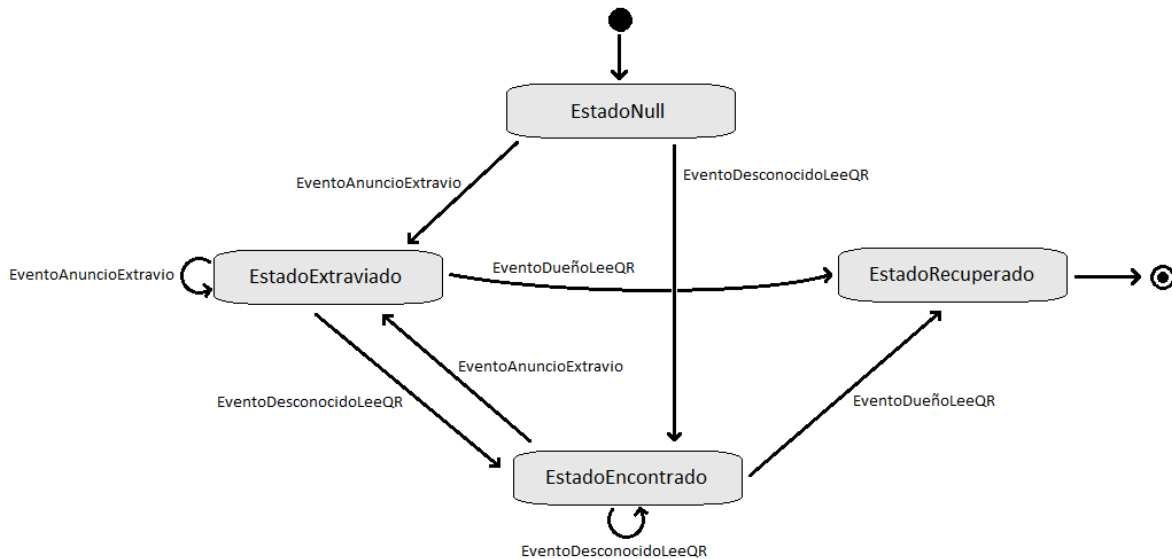 EstadoNull
EventoAnuncioExtravio
EventoDesconocidoLeeQR
EventoAnuncioExtravio
EstadoExtraviado
EventoDueñoLeeQR
EstadoRecuperado
EventoAnuncioExtravio
EventoDesconocidoLeeQR
EventoDueñoLeeQR
EstadoEncontrado
EventoDesconocidoLeeQR